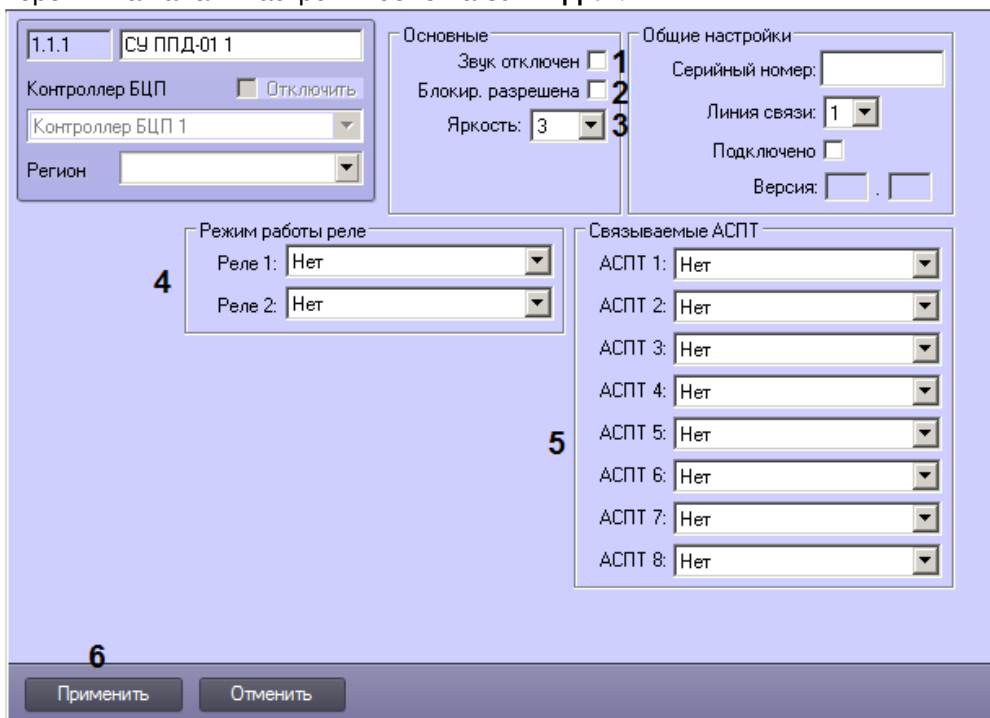 1.1.1 СУ ППД-01 1
Контроллер БЦП Отключить
Контроллер БЦП 1
Регион
Основные
Звук отключен 1
Блокир. разрешена 2
Яркость: 3 3
Общие настройки
Серийный номер:
Линия связи: 1
Подключено
Версия: .
Режим работы реле
4
Реле 1: Нет
Реле 2: Нет
Связываемые АСПТ
АСПТ 1: Нет
АСПТ 2: Нет
АСПТ 3: Нет
АСПТ 4: Нет
5
АСПТ 5: Нет
АСПТ 6: Нет
АСПТ 7: Нет
АСПТ 8: Нет
6
Применить Отменить